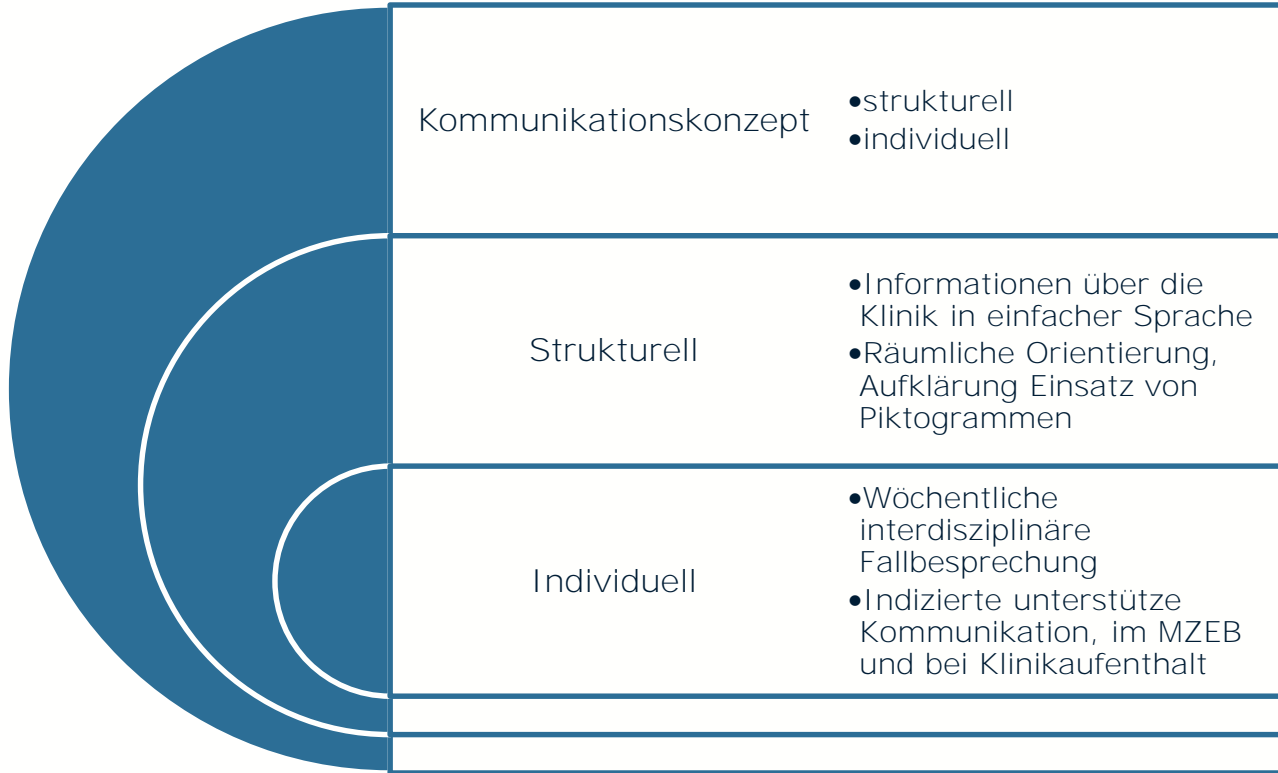 Kommunikationskonzept
•strukturell
•individuell
Strukturell
•Informationen über die
Klinik in einfacher Sprache
•Räumliche Orientierung,
Aufklärung Einsatz von
Piktogrammen
Individuell
•Wöchentliche
interdisziplinäre
Fallbesprechung
•Indizierte unterstütze
Kommunikation, im MZEB
und bei Klinikaufenthalt